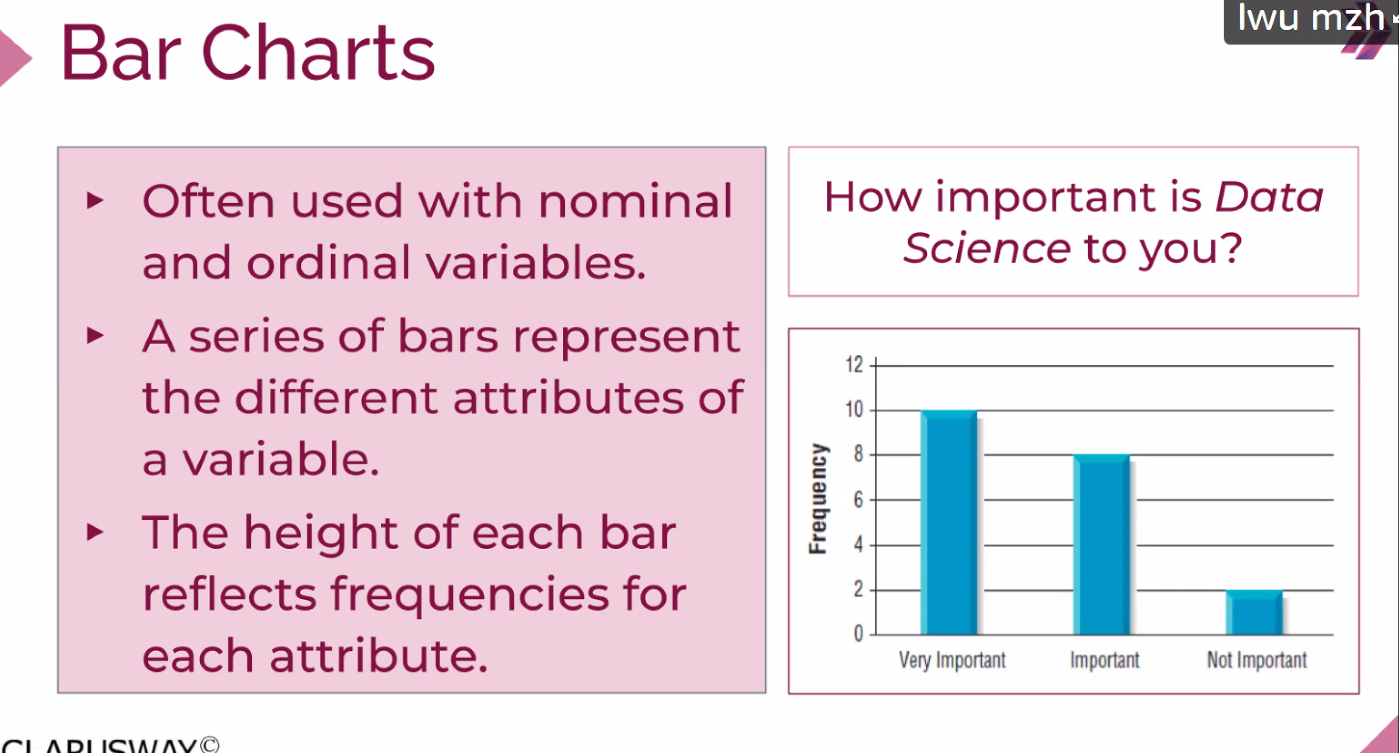 Bar Charts
lwu mzh
▸ Often used with nominal
and ordinal variables.
▸ A series of bars represent
the different attributes of
a variable.
▸ The height of each bar
reflects frequencies for
each attribute.
How important is Data
Science to you?
12
10
8
6
4
2
0
Frequency
Very Important
Important
Not Important
CLARUSWAY©